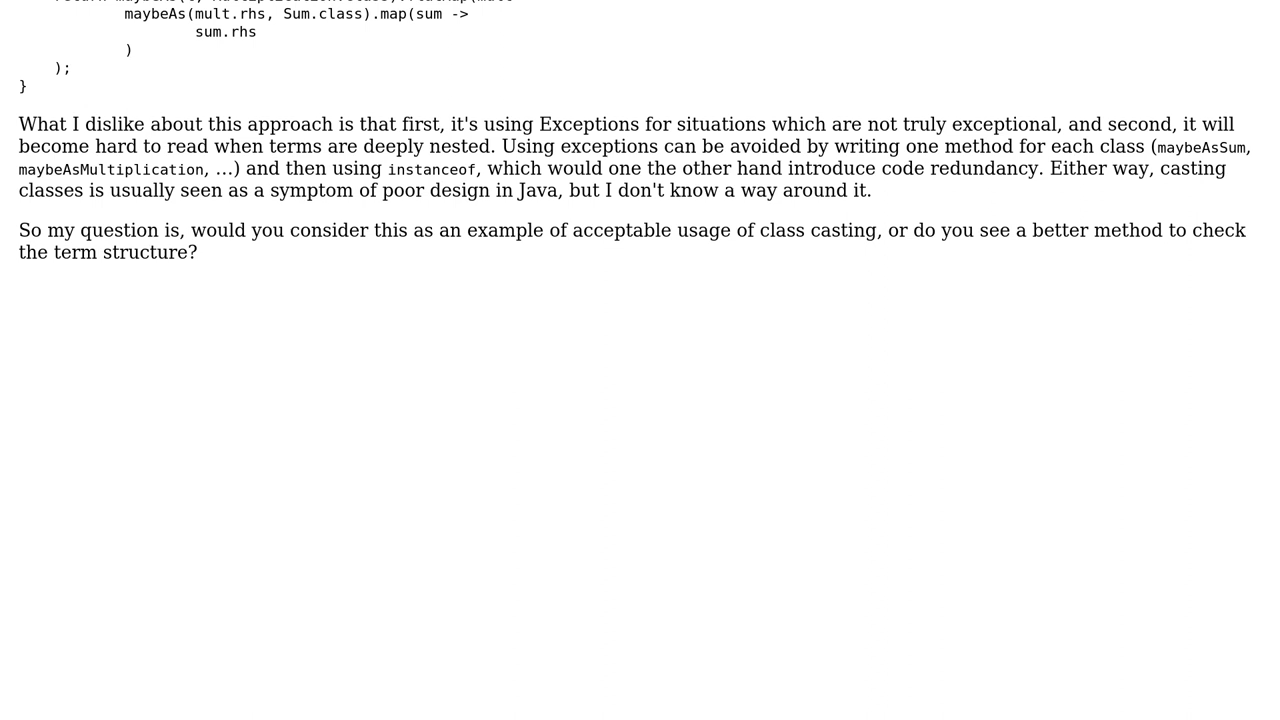 maybeAs(mult.rhs, Sum.class).map(sum ->
sum.rhs
)
);
}
What I dislike about this approach is that first, it's using Exceptions for situations which are not truly exceptional, and second, it will
become hard to read when terms are deeply nested. Using exceptions can be avoided by writing one method for each class (maybeAsSum,
maybeAsMultiplication, …) and then using instanceof, which would one the other hand introduce code redundancy. Either way, casting
classes is usually seen as a symptom of poor design in Java, but I don't know a way around it.
So my question is, would you consider this as an example of acceptable usage of class casting, or do you see a better method to check
the term structure?